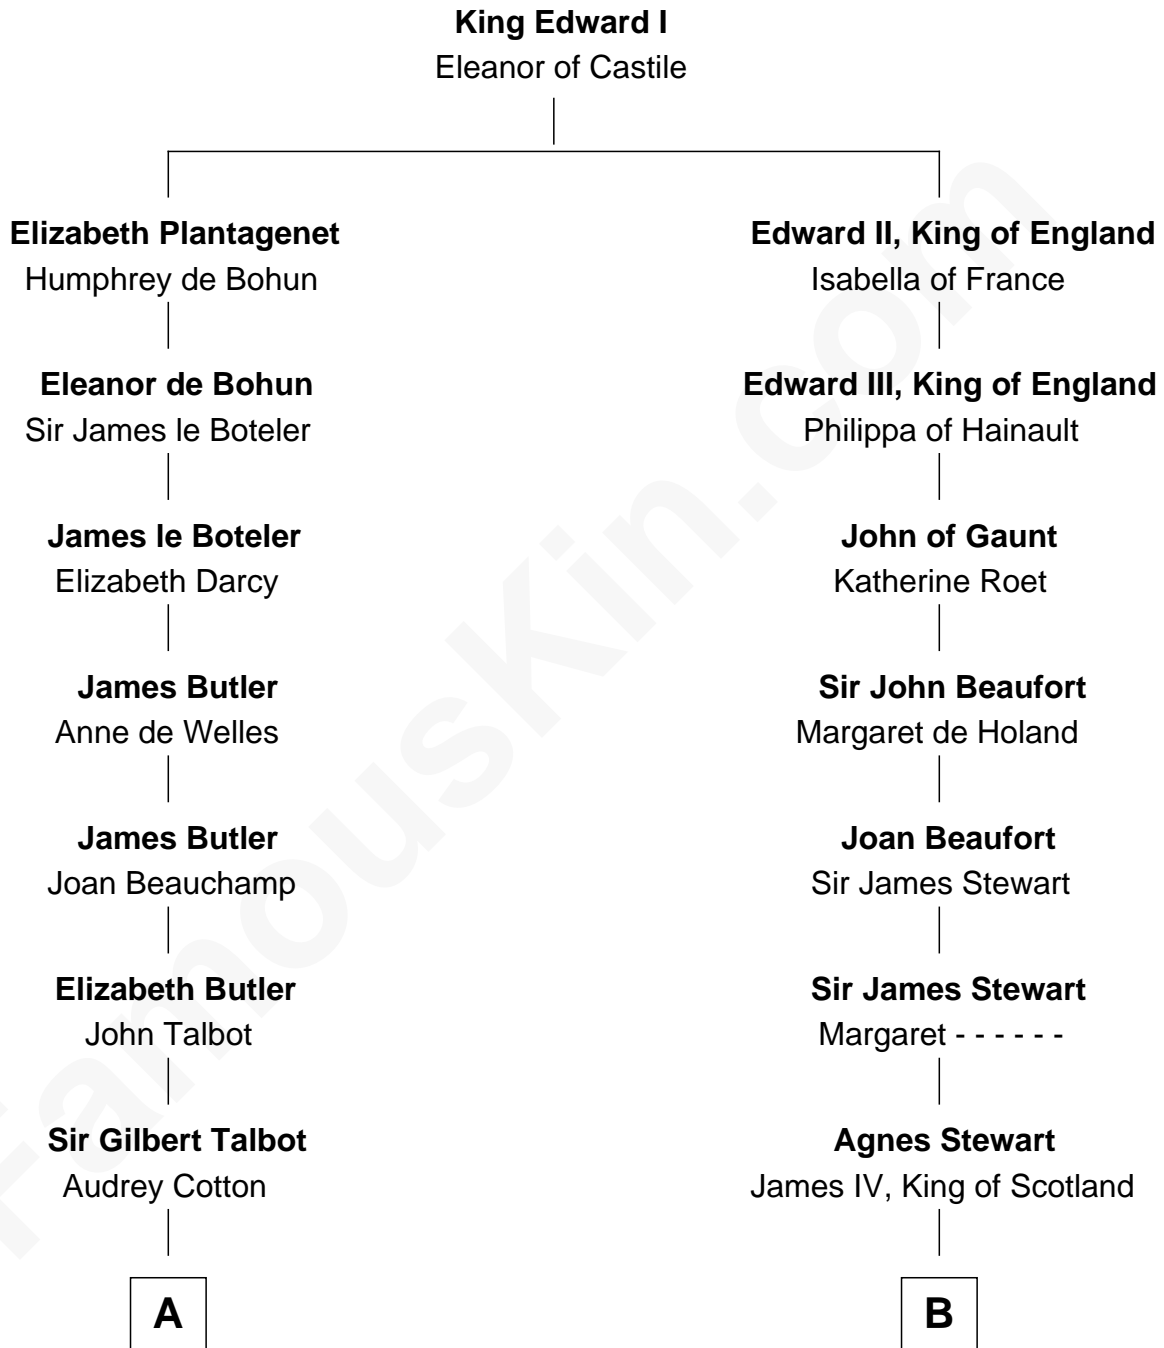 King Edward I
Eleanor of Castile
Elizabeth Plantagenet
Humphrey de Bohun
Edward II, King of England
Isabella of France
Eleanor de Bohun
Sir James le Boteler
Edward III, King of England
Philippa of Hainault
James le Boteler
Elizabeth Darcy
John of Gaunt
Katherine Roet
James Butler
Anne de Welles
Sir John Beaufort
Margaret de Holand
James Butler
Joan Beauchamp
Joan Beaufort
Sir James Stewart
Elizabeth Butler
John Talbot
Sir James Stewart
Margaret - - - - - -
Sir Gilbert Talbot
Audrey Cotton
Agnes Stewart
James IV, King of Scotland
A
B
FamousKin.com